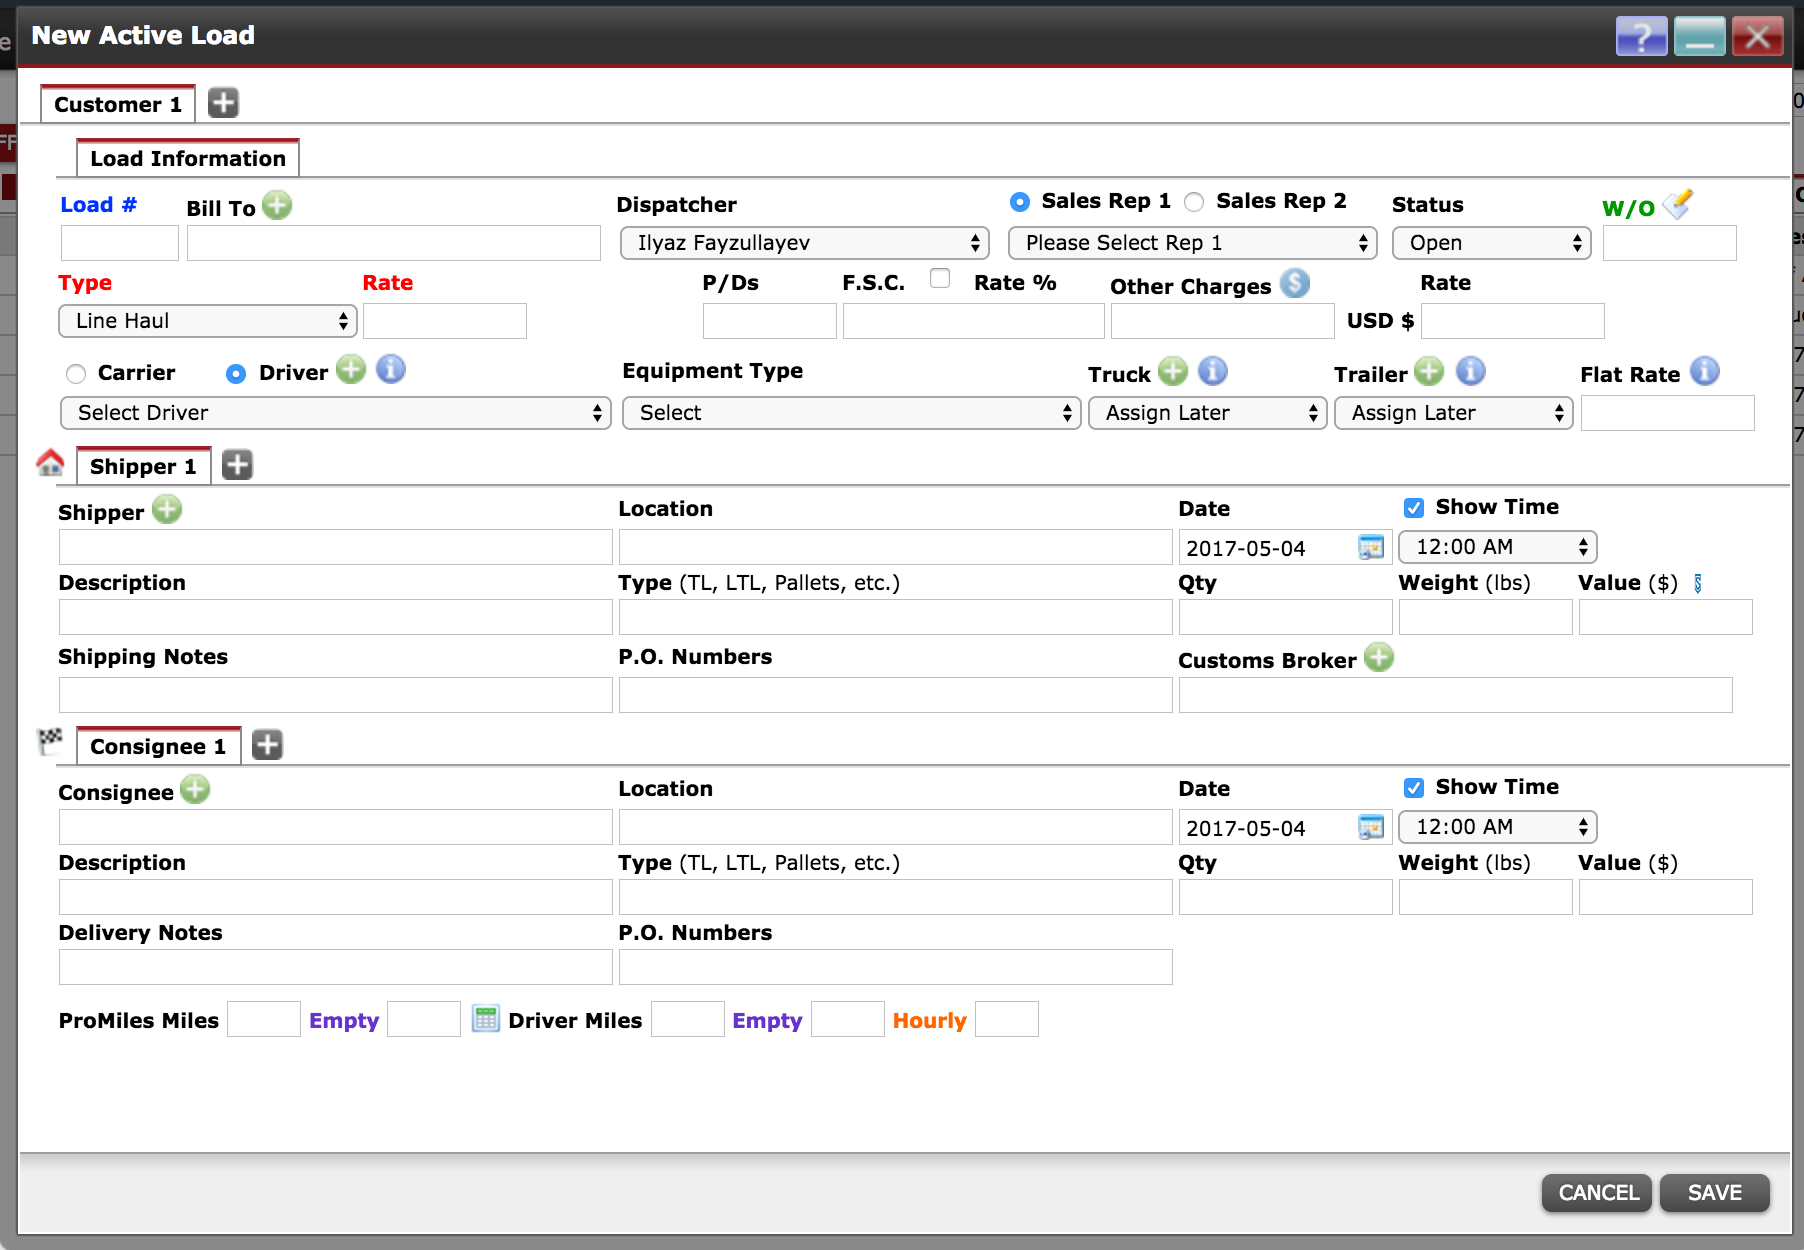 New Active Load
Customer 1
Load Information
Load # Bill To Dispatcher Sales Rep 1 Sales Rep 2 Status W/O
Ilyaz Fayzullayev Please Select Rep 1 Open
Type Rate P/Ds F.S.C. Rate % Other Charges Rate
Line Haul USD $
Carrier Driver Equipment Type Truck Trailer Flat Rate
Select Driver Select Assign Later Assign Later
Shipper 1
Shipper Location Date Show Time
2017-05-04 12:00 AM
Description Type (TL, LTL, Pallets, etc.) Qty Weight (lbs) Value ($)
Shipping Notes P.O. Numbers Customs Broker
Consignee 1
Consignee Location Date Show Time
2017-05-04 12:00 AM
Description Type (TL, LTL, Pallets, etc.) Qty Weight (lbs) Value ($)
Delivery Notes P.O. Numbers
ProMiles Miles Empty Driver Miles Empty Hourly
CANCEL SAVE